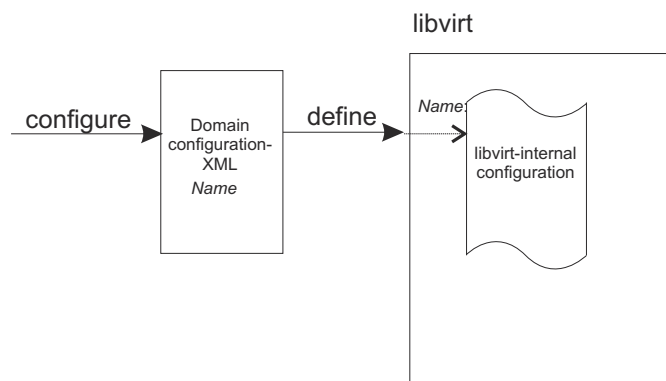 libvirt
configure
Domain
configuration-
XML
Name
define
Name:
libvirt-internal
configuration